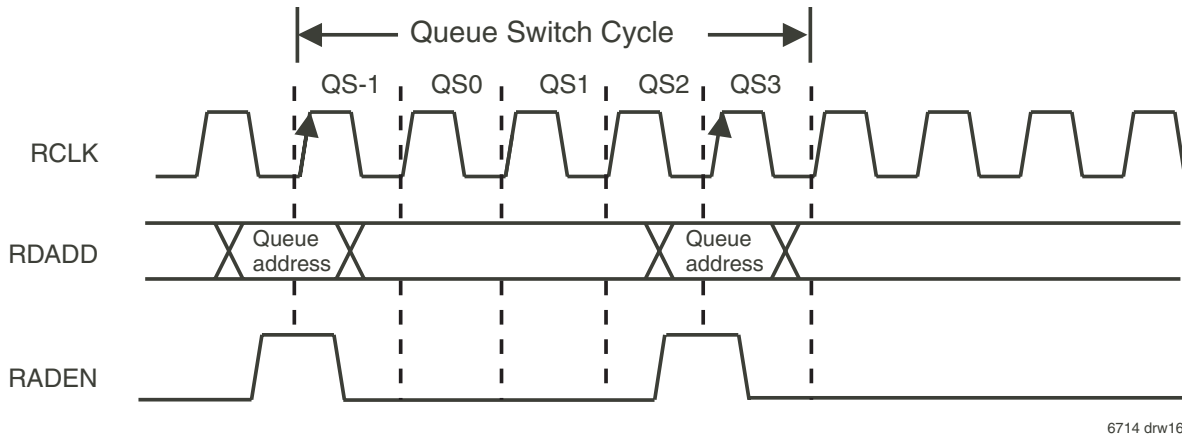 Queue Switch Cycle
QS-1 QS0 QS1 QS2 QS3
RCLK
RDADD
Queue
address
Queue
address
RADEN
6714 drw16